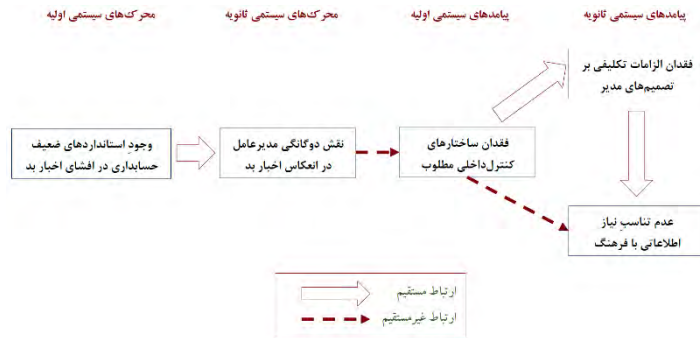 محرک‌های سیستمی اولیه
محرک‌های سیستمی ثانویه
پیامدهای سیستمی اولیه
پیامدهای سیستمی ثانویه
فقدان الزامات تکلیفی بر
تصمیم‌های مدیر
وجود استانداردهای ضعیف
حسابداری در افشای اخبار بد
نقش دوگانگی مدیرعامل
در انعکاس اخبار بد
فقدان ساختارهای
کنترل‌داخلی مطلوب
عدم تناسب نیاز
اطلاعاتی با فرهنگ
ارتباط مستقیم
ارتباط غیرمستقیم